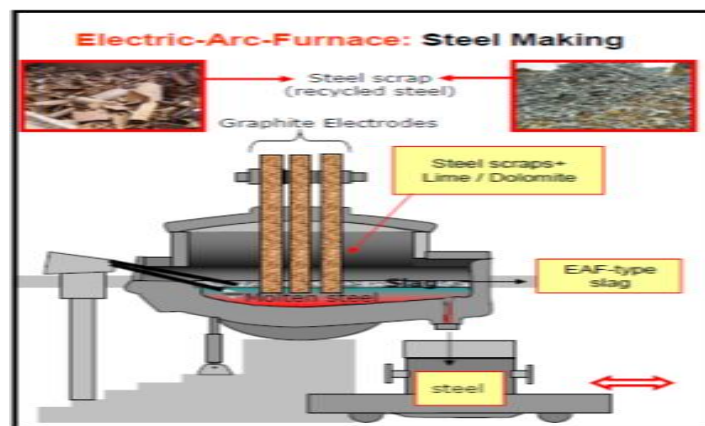 Electric-Arc-Furnace: Steel Making
Steel scrap
(recycled steel)
Graphite Electrodes
Steel scraps+
Lime / Dolomite
Slag
EAF-type
slag
Molten steel
steel